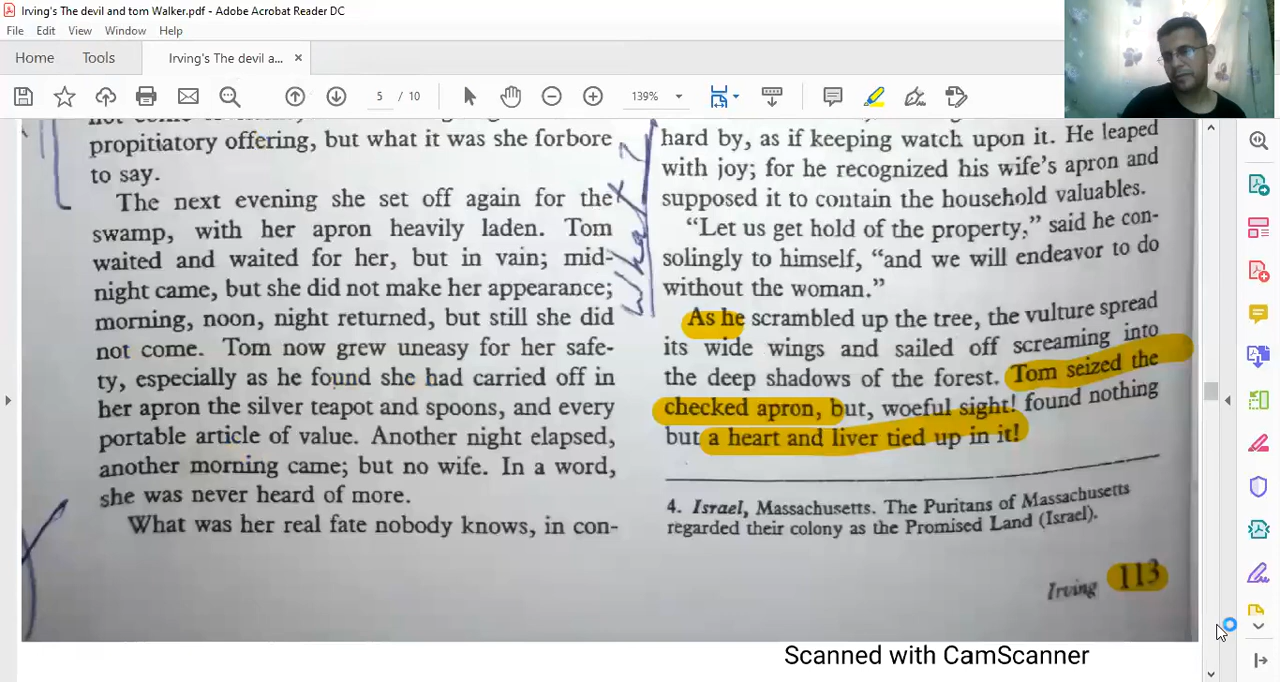 Irving's The devil and tom Walker.pdf - Adobe Acrobat Reader DC
File Edit View Window Help
Home Tools Irving's The devil a... ×
5 / 10 139%
propitiatory offering, but what it was she forbore
to say.
The next evening she set off again for the
swamp, with her apron heavily laden. Tom
waited and waited for her, but in vain; mid-
night came, but she did not make her appearance;
morning, noon, night returned, but still she did
not come. Tom now grew uneasy for her safe-
ty, especially as he found she had carried off in
her apron the silver teapot and spoons, and every
portable article of value. Another night elapsed,
another morning came; but no wife. In a word,
she was never heard of more.
What was her real fate nobody knows, in con-
What
hard by, as if keeping watch upon it. He leaped
with joy; for he recognized his wife's apron and
supposed it to contain the household valuables.
"Let us get hold of the property," said he con-
solingly to himself, "and we will endeavor to do
without the woman."
As he scrambled up the tree, the vulture spread
its wide wings and sailed off screaming into
the deep shadows of the forest. Tom seized the
checked apron, but, woeful sight! found nothing
but a heart and liver tied up in it!
4. Israel, Massachusetts. The Puritans of Massachusetts
regarded their colony as the Promised Land (Israel).
Irving 113
Scanned with CamScanner